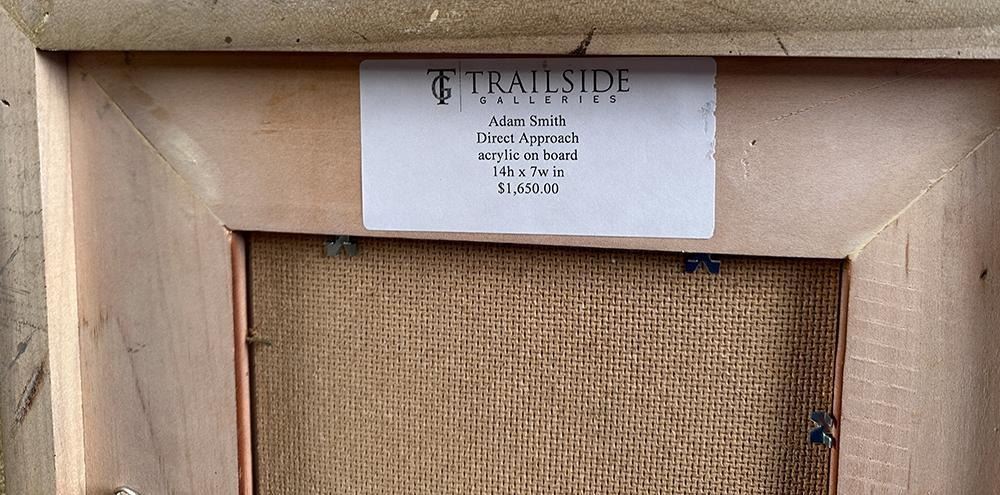 TG TRAILSIDE
GALLERIES
Adam Smith
Direct Approach
acrylic on board
14h x 7w in
$1,650.00